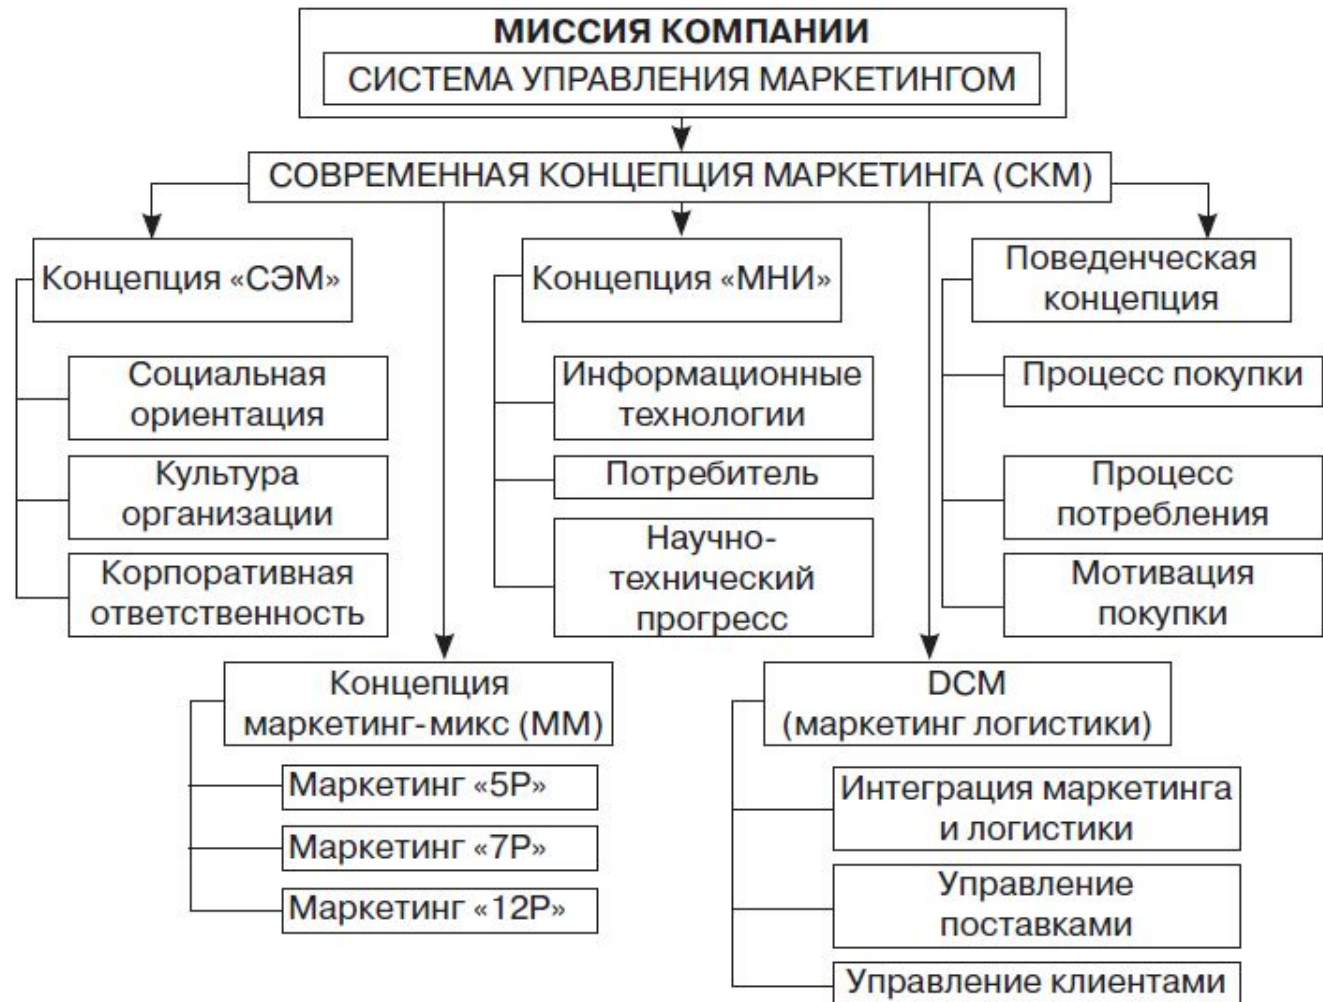 МИССИЯ КОМПАНИИ
СИСТЕМА УПРАВЛЕНИЯ МАРКЕТИНГОМ
СОВРЕМЕННАЯ КОНЦЕПЦИЯ МАРКЕТИНГА (СКМ)
Концепция «СЭМ»
Социальная
ориентация
Культура
организации
Корпоративная
ответственность
Концепция «МНИ»
Информационные
технологии
Потребитель
Научно-
технический
прогресс
Поведенческая
концепция
Процесс покупки
Процесс
потребления
Мотивация
покупки
Концепция
маркетинг-микс (ММ)
Маркетинг «5Р»
Маркетинг «7Р»
Маркетинг «12Р»
DCM
(маркетинг логистики)
Интеграция маркетинга
и логистики
Управление
поставками
Управление клиентами